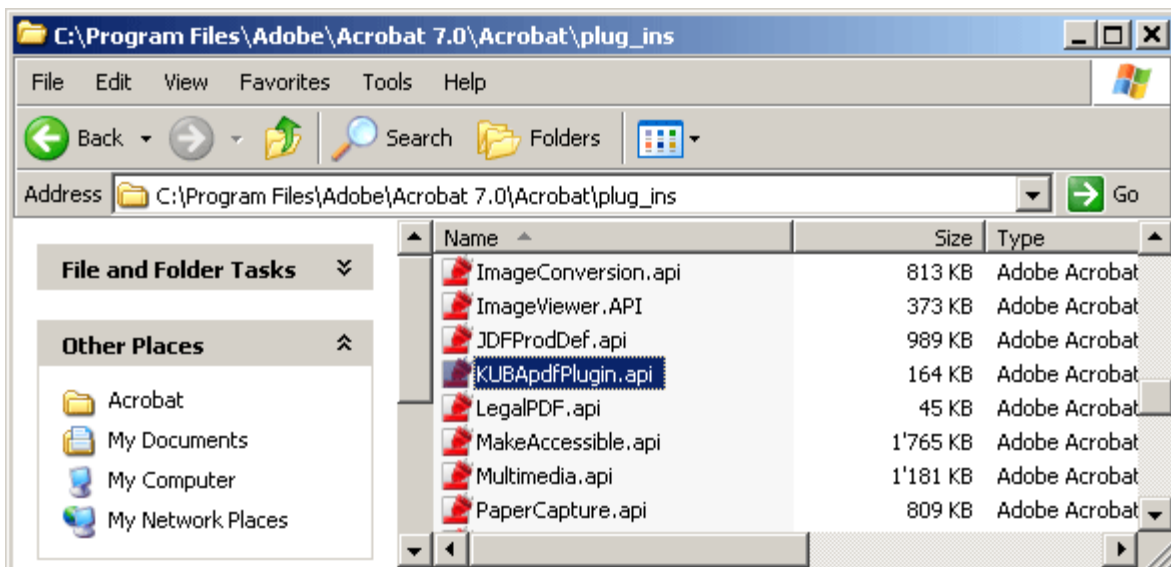 C:\Program Files\Adobe\Acrobat 7.0\Acrobat\plug_ins
File Edit View Favorites Tools Help
Back Search Folders
Address C:\Program Files\Adobe\Acrobat 7.0\Acrobat\plug_ins Go
File and Folder Tasks
Other Places
Acrobat
My Documents
My Computer
My Network Places
Name Size Type
ImageConversion.api 813 KB Adobe Acrobat
ImageViewer.API 373 KB Adobe Acrobat
JDFProdDef.api 989 KB Adobe Acrobat
KUBApdfPlugin.api 164 KB Adobe Acrobat
LegalPDF.api 45 KB Adobe Acrobat
MakeAccessible.api 1'765 KB Adobe Acrobat
Multimedia.api 1'181 KB Adobe Acrobat
PaperCapture.api 809 KB Adobe Acrobat